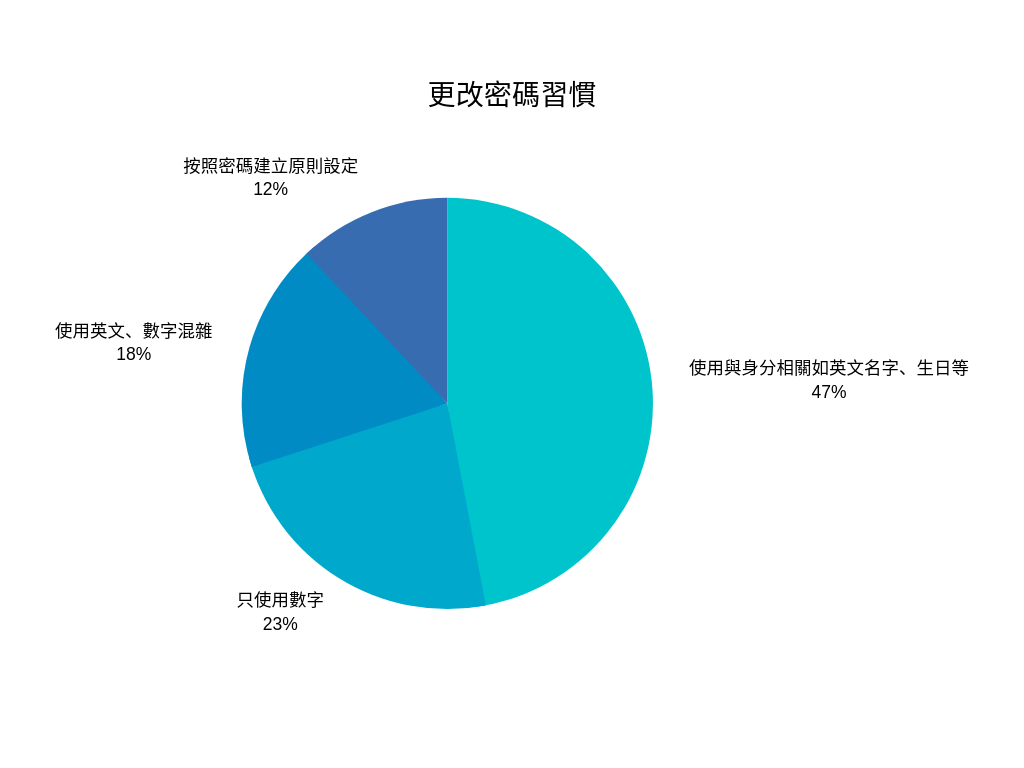 更改密碼習慣
按照密碼建立原則設定
12%
使用英文、數字混雜
18%
使用與身分相關如英文名字、生日等
47%
只使用數字
23%